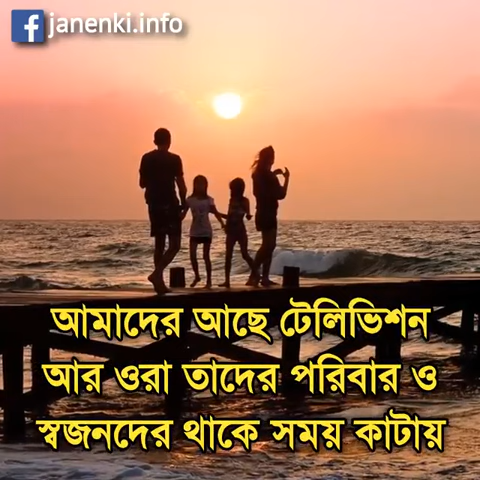 janenki.info
আমাদের আছে টেলিভিশন
আর ওরা তাদের পরিবার ও
স্বজনদের থাকে সময় কাটায়